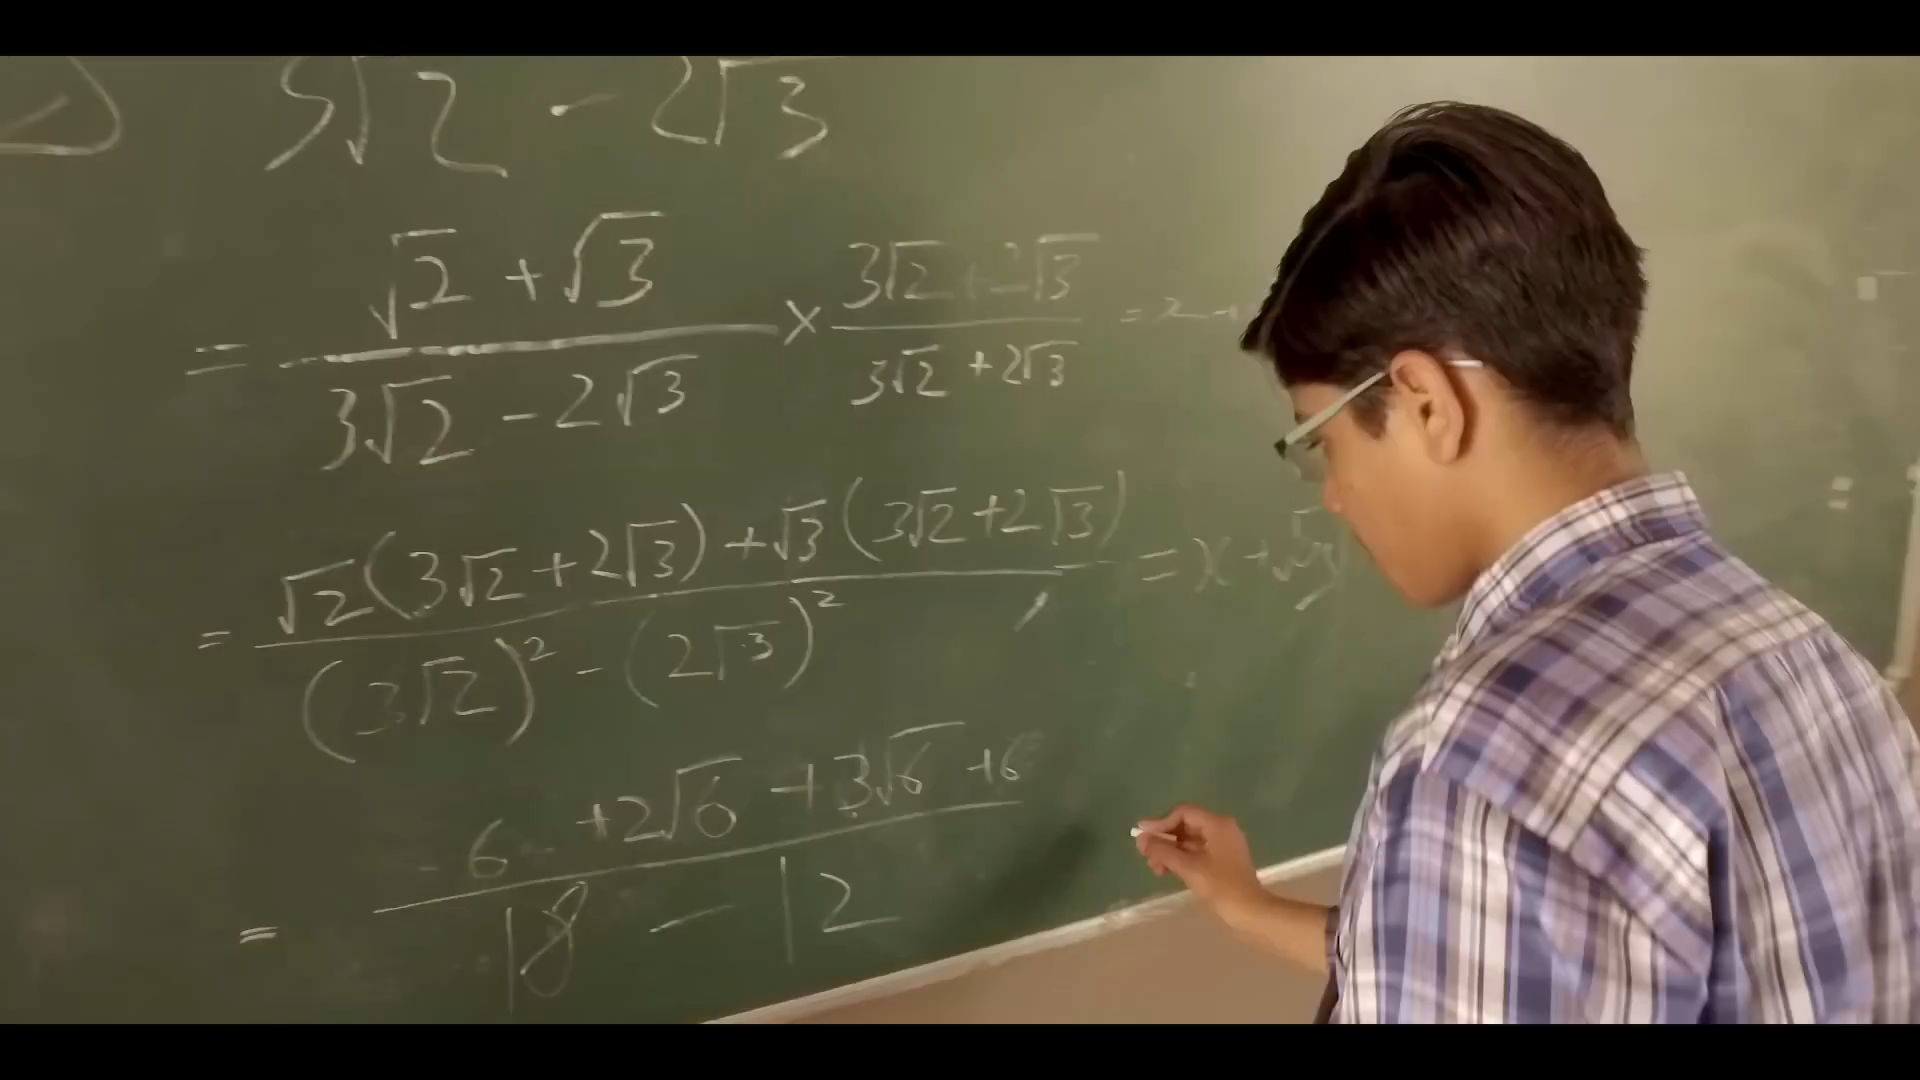 3√2 - 2√3
= (√2 + √3)/(3√2 - 2√3) × (3√2 + 2√3)/(3√2 + 2√3) =
= (√2(3√2 + 2√3) + √3(3√2 + 2√3))/((3√2)² - (2√3)²) = x + √y
= (6 + 2√6 + 3√6 + 6)/(18 - 12)